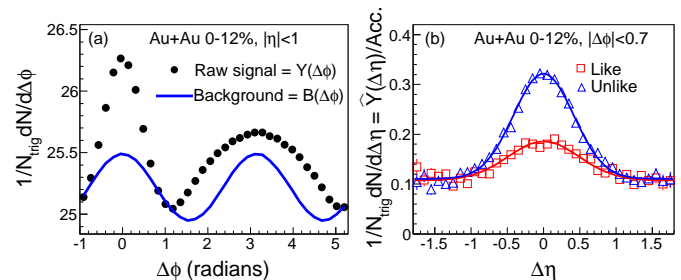 (a) Au+Au 0-12%, |η|<1
Raw signal = Y(Δϕ)
Background = B(Δϕ)
1/N_trig dN/dΔϕ
26.5
26
25.5
25
-1 0 1 2 3 4 5
Δϕ (radians)
(b) Au+Au 0-12%, |Δϕ|<0.7
Like
Unlike
1/N_trig dN/dΔη = Ŷ(Δη)/Acc.
0.4
0.3
0.2
0.1
0
-1.5 -1 -0.5 0 0.5 1 1.5
Δη